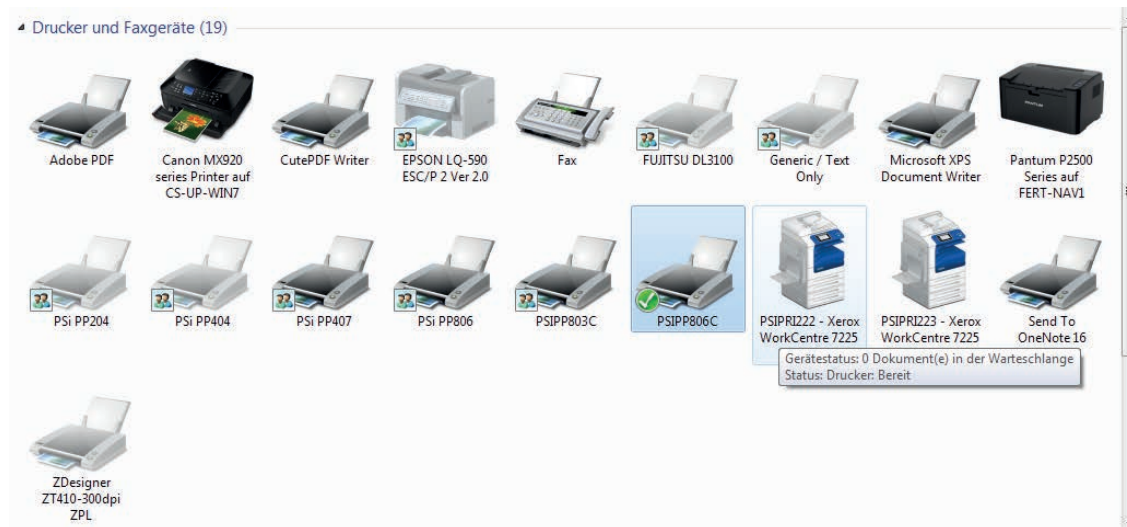 Drucker und Faxgeräte (19)
Adobe PDF
Canon MX920
series Printer auf
CS-UP-WIN7
CutePDF Writer
EPSON LQ-590
ESC/P 2 Ver 2.0
Fax
FUJITSU DL3100
Generic / Text
Only
Microsoft XPS
Document Writer
Pantum P2500
Series auf
FERT-NAV1
PSi PP204
PSi PP404
PSi PP407
PSi PP806
PSIPP803C
PSIPP806C
PSIPRI222 - Xerox
WorkCentre 7225
PSIPRI223 - Xerox
WorkCentre 7225
Send To
OneNote 16
Gerätestatus: 0 Dokument(e) in der Warteschlange
Status: Drucker: Bereit
ZDesigner
ZT410-300dpi
ZPL